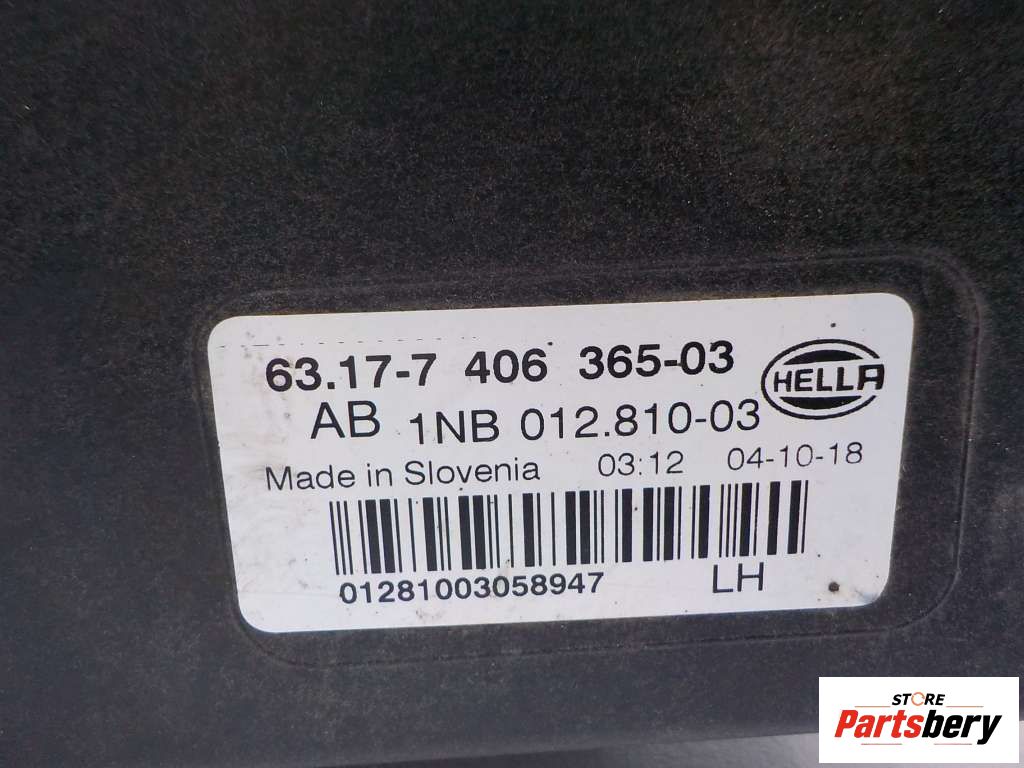 63.17-7 406 365-03
HELLA
AB 1NB 012.810-03
Made in Slovenia 03:12 04-10-18
01281003058947 LH
STORE
Partsbery